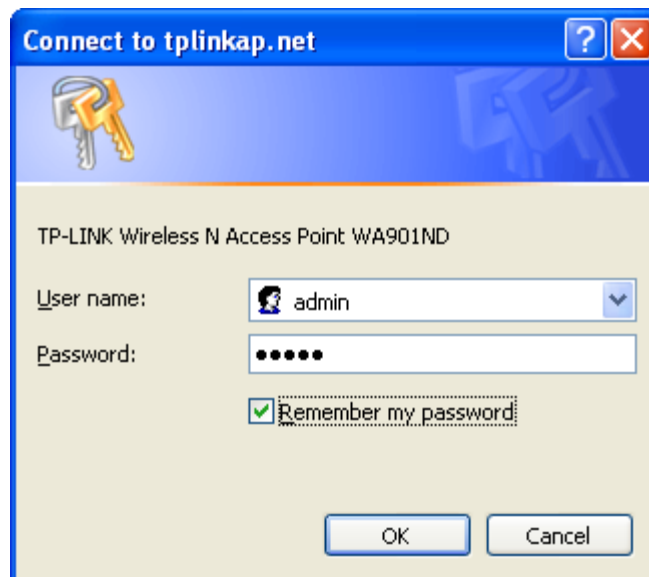 Connect to tplinkap.net
TP-LINK Wireless N Access Point WA901ND
User name: admin
Password: •••••
Remember my password
OK Cancel